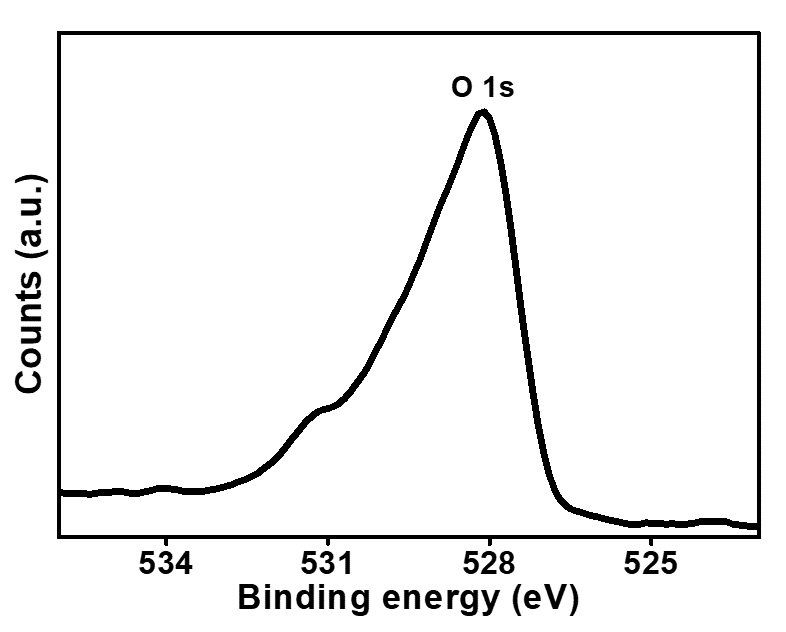 O 1s
Counts (a.u.)
534 531 528 525
Binding energy (eV)